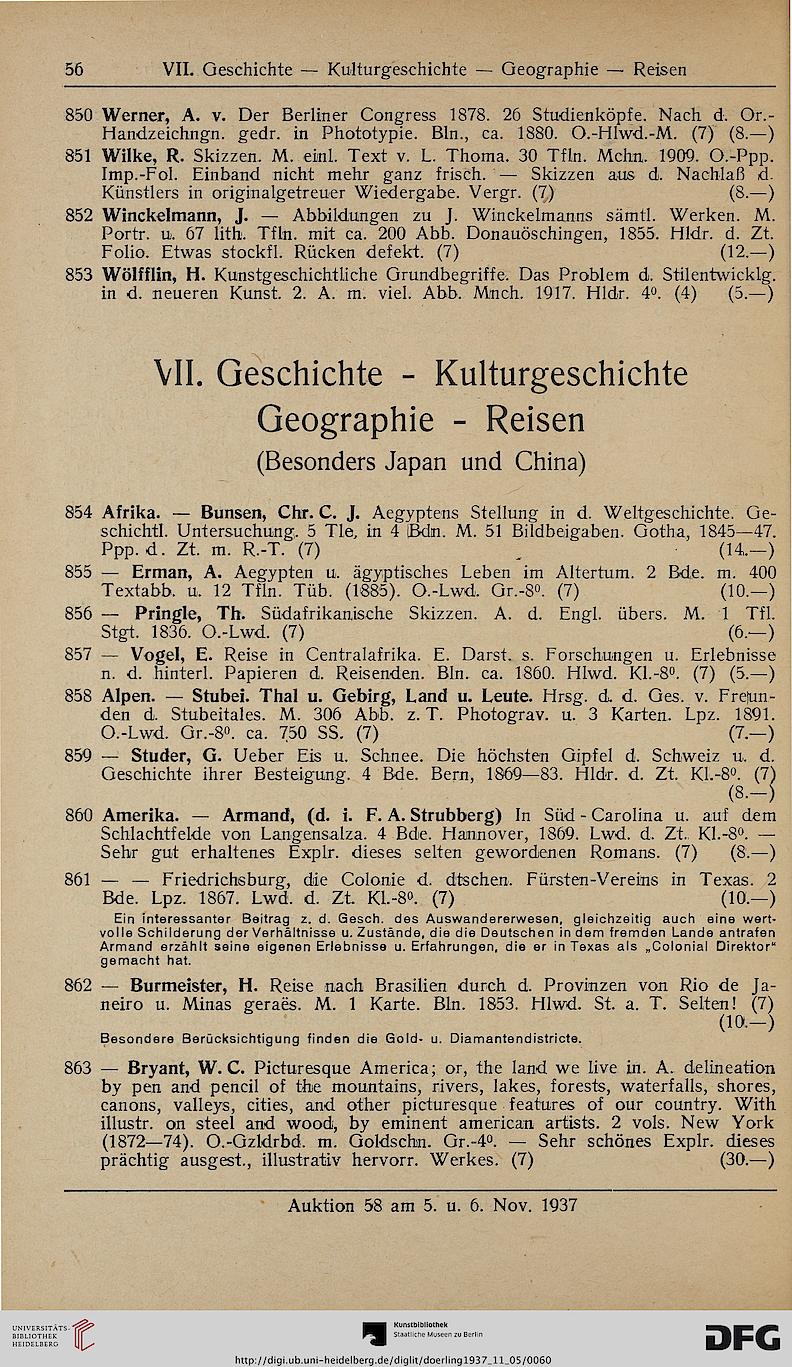 56 VII. Geschichte — Kulturgeschichte — Geographie — Reisen
850 Werner, A. v. Der Berliner Congress 1878. 26 Studienköpfe. Nach d. Or.-
Handzeichngn. gedr. in Phototypie. Bln., ca. 1880. O.-Hlwd.-M. (7) (8.—)
851 Wilke, R. Skizzen. M. einl. Text v. L. Thoma. 30 Tfln. Mchn. 1909. O.-Ppp.
Imp.-Fol. Einband nicht mehr ganz frisch. — Skizzen aus d. Nachlaß d.
Künstlers in originalgetreuer Wiedergabe. Vergr. (7) (8.—)
852 Winckelmann, J. — Abbildungen zu J. Winckelmanns sämtl. Werken. M.
Portr. u. 67 lith. Tfln. mit ca. 200 Abb. Donauöschingen, 1855. Hldr. d. Zt.
Folio. Etwas stockfl. Rücken defekt. (7) (12.—)
853 Wölfflin, H. Kunstgeschichtliche Grundbegriffe. Das Problem d. Stilentwicklg.
in d. neueren Kunst. 2. A. m. viel. Abb. Mnch. 1917. Hldr. 4⁰. (4) (5.—)
VII. Geschichte - Kulturgeschichte
Geographie - Reisen
(Besonders Japan und China)
854 Afrika. — Bunsen, Chr. C. J. Aegyptens Stellung in d. Weltgeschichte. Ge-
schichtl. Untersuchung. 5 Tle, in 4 Bdn. M. 51 Bildbeigaben. Gotha, 1845—47.
Ppp. d. Zt. m. R.-T. (7) (14.—)
855 — Erman, A. Aegypten u. ägyptisches Leben im Altertum. 2 Bde. m. 400
Textabb. u. 12 Tfln. Tüb. (1885). O.-Lwd. Gr.-8⁰. (7) (10.—)
856 — Pringle, Th. Südafrikanische Skizzen. A. d. Engl. übers. M. 1 Tfl.
Stgt. 1836. O.-Lwd. (7) (6.—)
857 — Vogel, E. Reise in Centralafrika. E. Darst. s. Forschungen u. Erlebnisse
n. d. hinterl. Papieren d. Reisenden. Bln. ca. 1860. Hlwd. Kl.-8⁰. (7) (5.—)
858 Alpen. — Stubei. Thal u. Gebirg, Land u. Leute. Hrsg. d. d. Ges. v. Freun-
den d. Stubeitales. M. 306 Abb. z. T. Photograv. u. 3 Karten. Lpz. 1891.
O.-Lwd. Gr.-8⁰. ca. 750 SS. (7) (7.—)
859 — Studer, G. Ueber Eis u. Schnee. Die höchsten Gipfel d. Schweiz u. d.
Geschichte ihrer Besteigung. 4 Bde. Bern, 1869—83. Hldr. d. Zt. Kl.-8⁰. (7)
(8.—)
860 Amerika. — Armand, (d. i. F. A. Strubberg) In Süd-Carolina u. auf dem
Schlachtfelde von Langensalza. 4 Bde. Hannover, 1869. Lwd. d. Zt. Kl.-8⁰. —
Sehr gut erhaltenes Explr. dieses selten gewordenen Romans. (7) (8.—)
861 — — Friedrichsburg, die Colonie d. dtschen. Fürsten-Vereins in Texas. 2
Bde. Lpz. 1867. Lwd. d. Zt. Kl.-8⁰. (7) (10.—)
Ein interessanter Beitrag z. d. Gesch. des Auswandererwesen, gleichzeitig auch eine wert-
volle Schilderung der Verhältnisse u. Zustände, die die Deutschen in dem fremden Lande antrafen
Armand erzählt seine eigenen Erlebnisse u. Erfahrungen, die er in Texas als „Colonial Direktor“
gemacht hat.
862 — Burmeister, H. Reise nach Brasilien durch d. Provinzen von Rio de Ja-
neiro u. Minas geraës. M. 1 Karte. Bln. 1853. Hlwd. St. a. T. Selten! (7)
(10.—)
Besondere Berücksichtigung finden die Gold- u. Diamantendistricte.
863 — Bryant, W. C. Picturesque America; or, the land we live in. A. delineation
by pen and pencil of the mountains, rivers, lakes, forests, waterfalls, shores,
canons, valleys, cities, and other picturesque features of our country. With
illustr. on steel and wood, by eminent american artists. 2 vols. New York
(1872—74). O.-Gzldrbd. m. Goldschn. Gr.-4⁰. — Sehr schönes Explr. dieses
prächtig ausgest., illustrativ hervorr. Werkes. (7) (30.—)
Auktion 58 am 5. u. 6. Nov. 1937
UNIVERSITÄTS-
BIBLIOTHEK
HEIDELBERG
Kunstbibliothek
Staatliche Museen zu Berlin
DFG
http://digi.ub.uni-heidelberg.de/diglit/doerling1937_11_05/0060